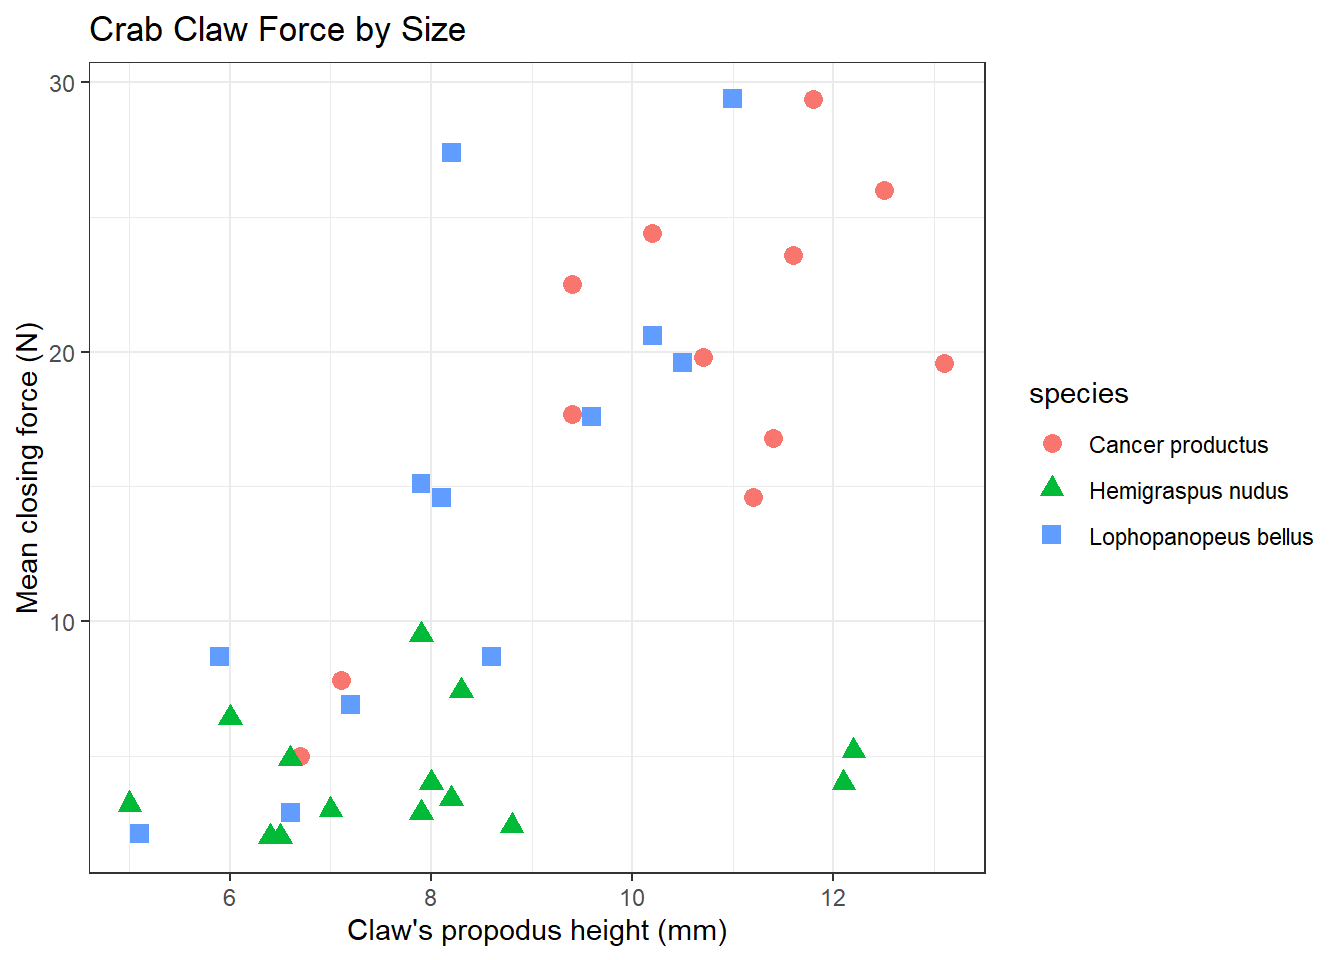 Crab Claw Force by Size
30
20
10
Mean closing force (N)
6 8 10 12
Claw's propodus height (mm)
species
Cancer productus
Hemigraspus nudus
Lophopanopeus bellus